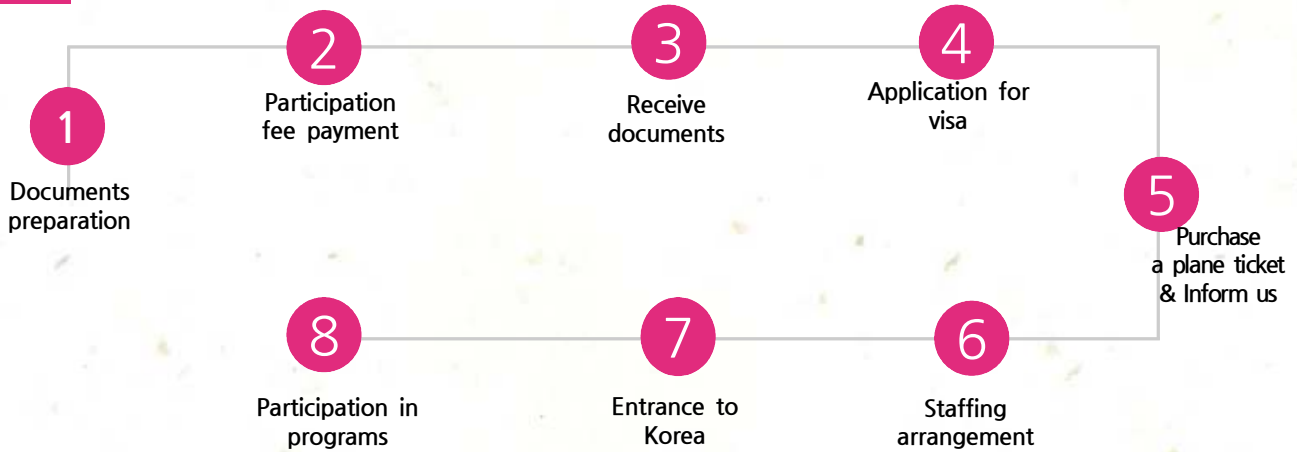 1
Documents
preparation
2
Participation
fee payment
3
Receive
documents
4
Application for
visa
5
Purchase
a plane ticket
& Inform us
6
Staffing
arrangement
7
Entrance to
Korea
8
Participation in
programs